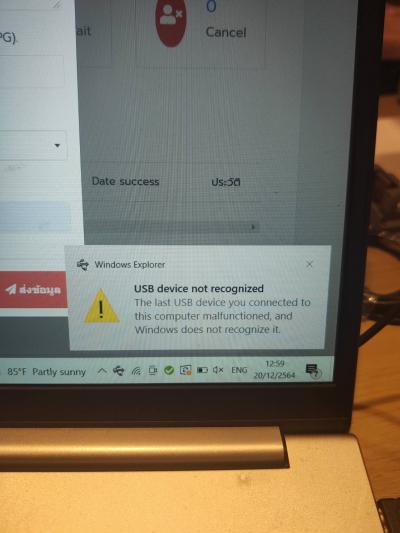 0
ait
Cancel
PG).
Date success
ประวัติ
Windows Explorer
USB device not recognized
The last USB device you connected to
this computer malfunctioned, and
Windows does not recognize it.
ส่งข้อมูล
85°F Partly sunny
ENG
12:59
20/12/2564
2